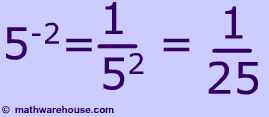 5⁻² = 1/5² = 1/25
© mathwarehouse.com